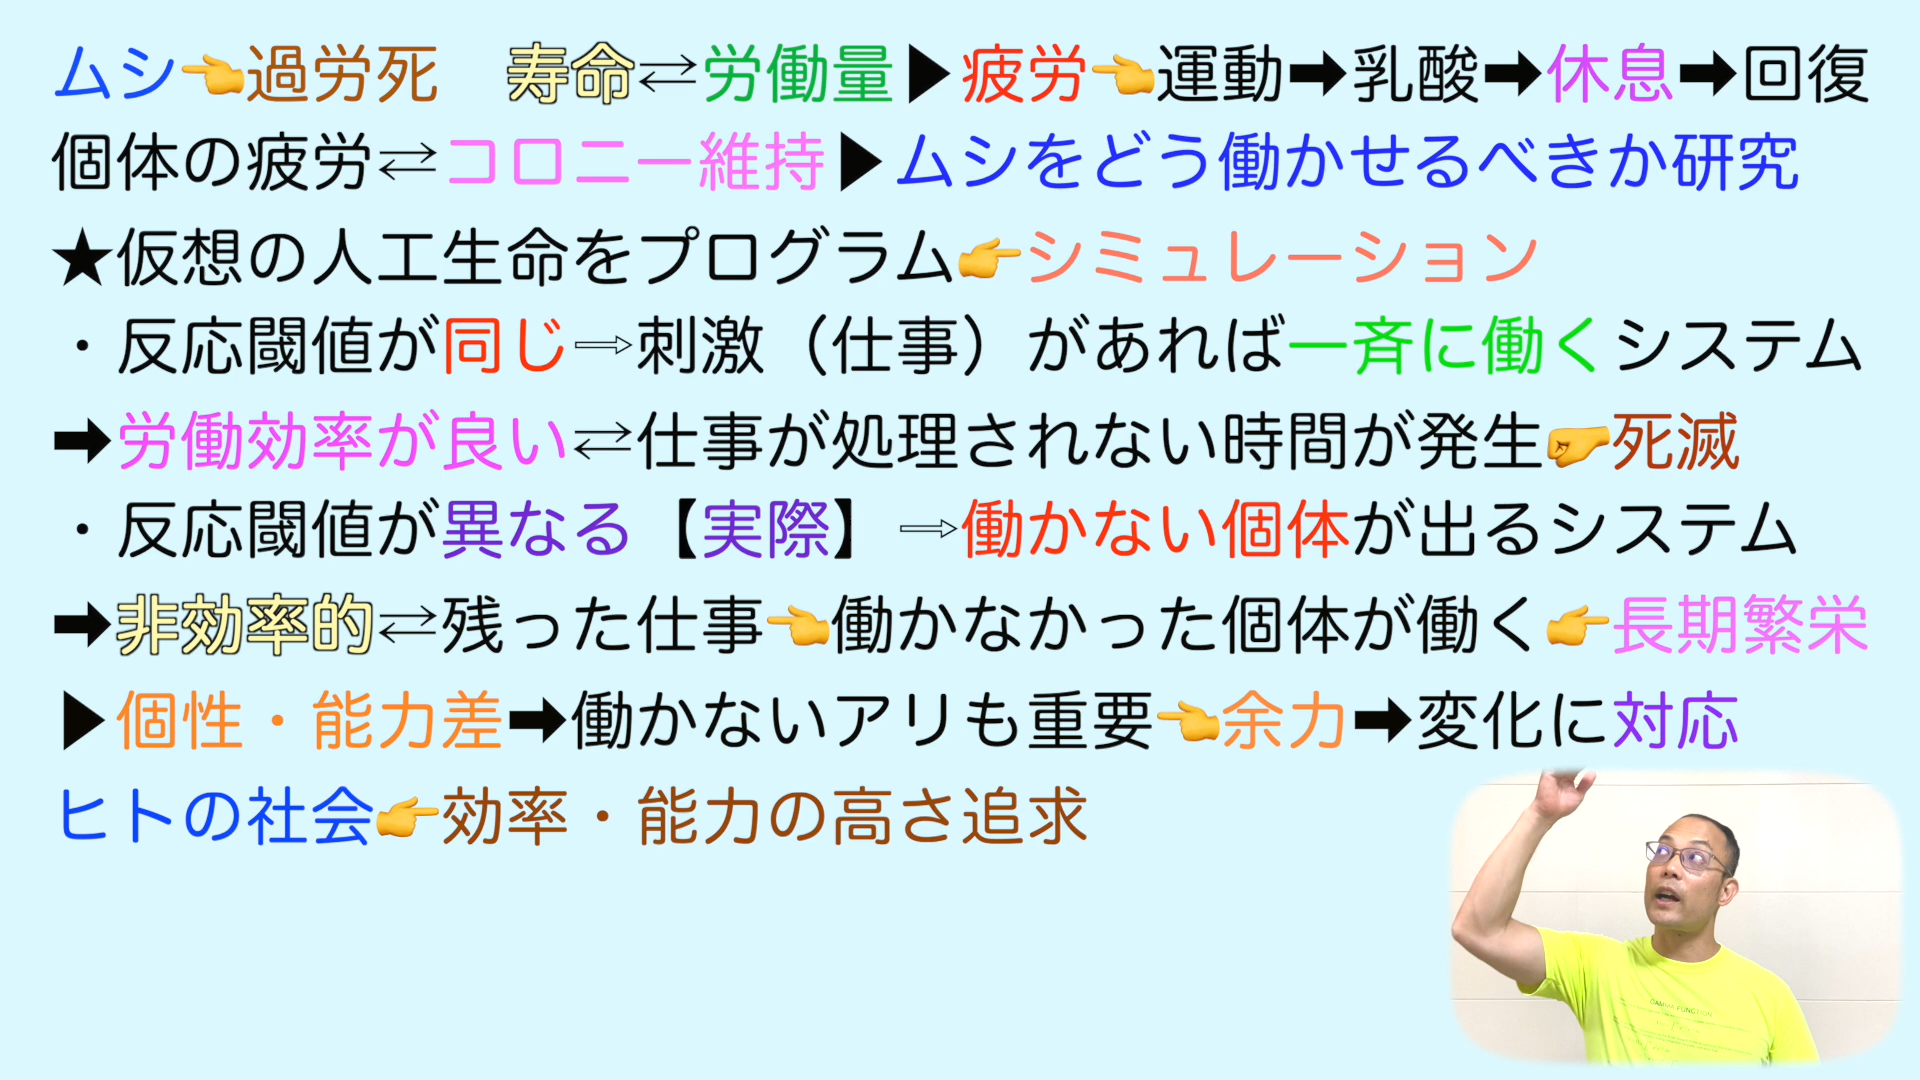 ムシ👈過労死　寿命⇄労働量▶疲労👈運動➡乳酸➡休息➡回復
個体の疲労⇄コロニー維持▶ムシをどう働かせるべきか研究
★仮想の人工生命をプログラム👉シミュレーション
・反応閾値が同じ⇨刺激（仕事）があれば一斉に働くシステム
➡労働効率が良い⇄仕事が処理されない時間が発生🤛死滅
・反応閾値が異なる【実際】⇨働かない個体が出るシステム
➡非効率的⇄残った仕事👈働かなかった個体が働く👉長期繁栄
▶個性・能力差➡働かないアリも重要👈余力➡変化に対応
ヒトの社会👉効率・能力の高さ追求
GAMMA FUNCTION